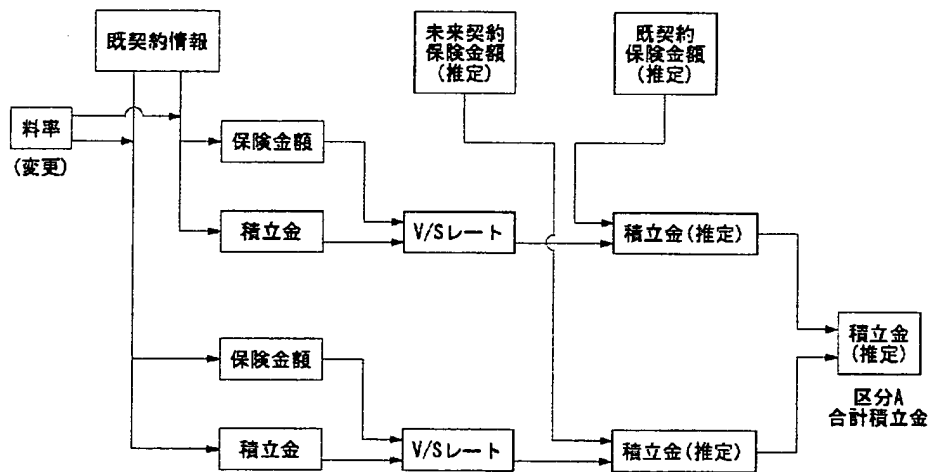 既契約情報
未来契約
保険金額
(推定)
既契約
保険金額
(推定)
料率
(変更)
保険金額
積立金
V/Sレート
積立金(推定)
積立金
(推定)
区分A
合計積立金
保険金額
積立金
V/Sレート
積立金(推定)